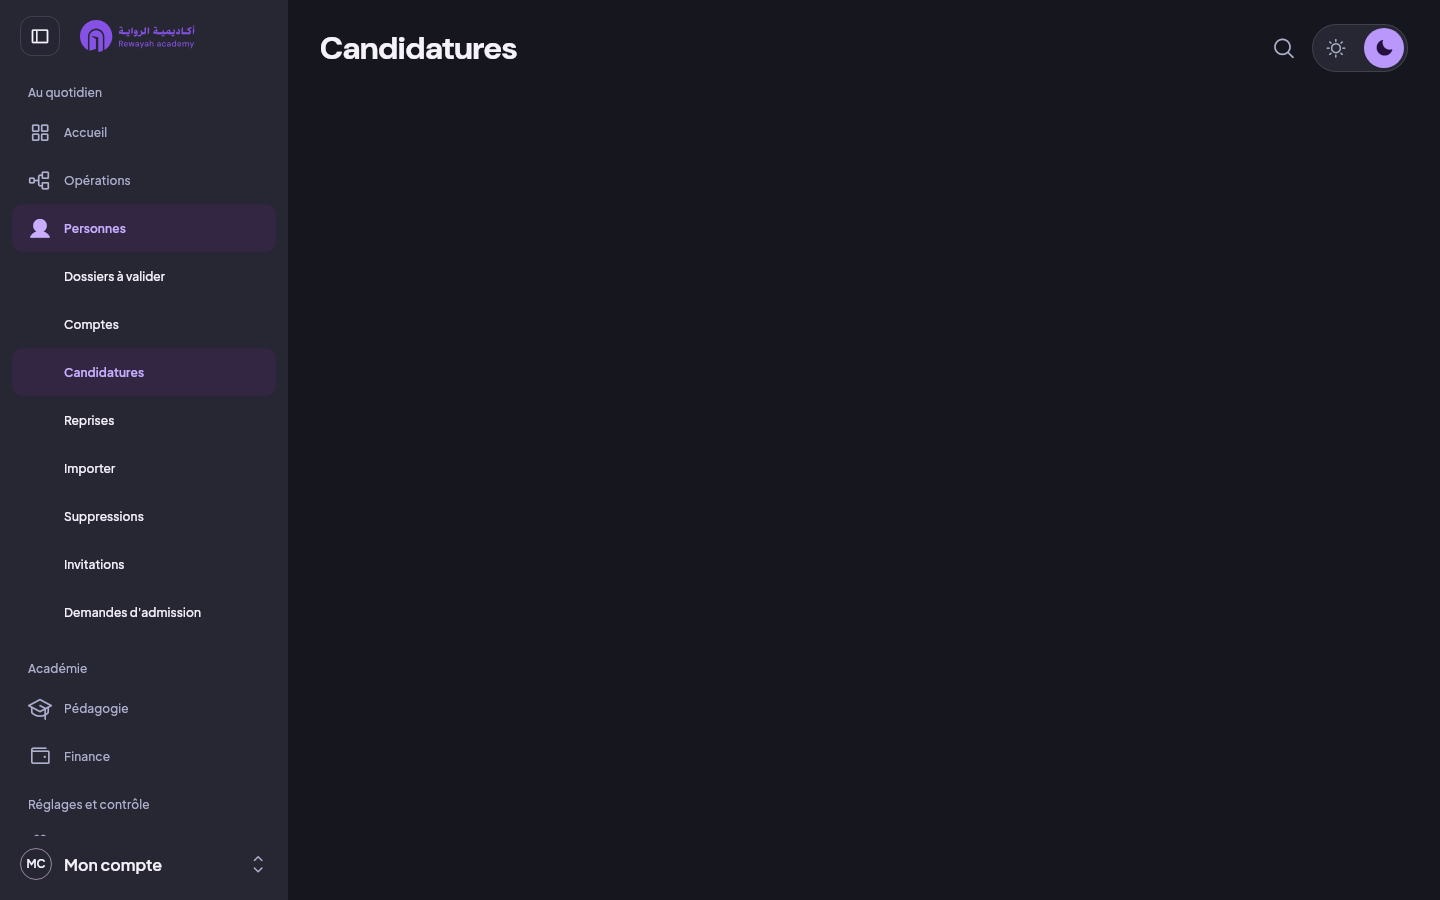 أكاديمية الرواية
Rewayah academy
Candidatures
Au quotidien
Accueil
Opérations
Personnes
Dossiers à valider
Comptes
Candidatures
Reprises
Importer
Suppressions
Invitations
Demandes d'admission
Académie
Pédagogie
Finance
Réglages et contrôle
MC Mon compte